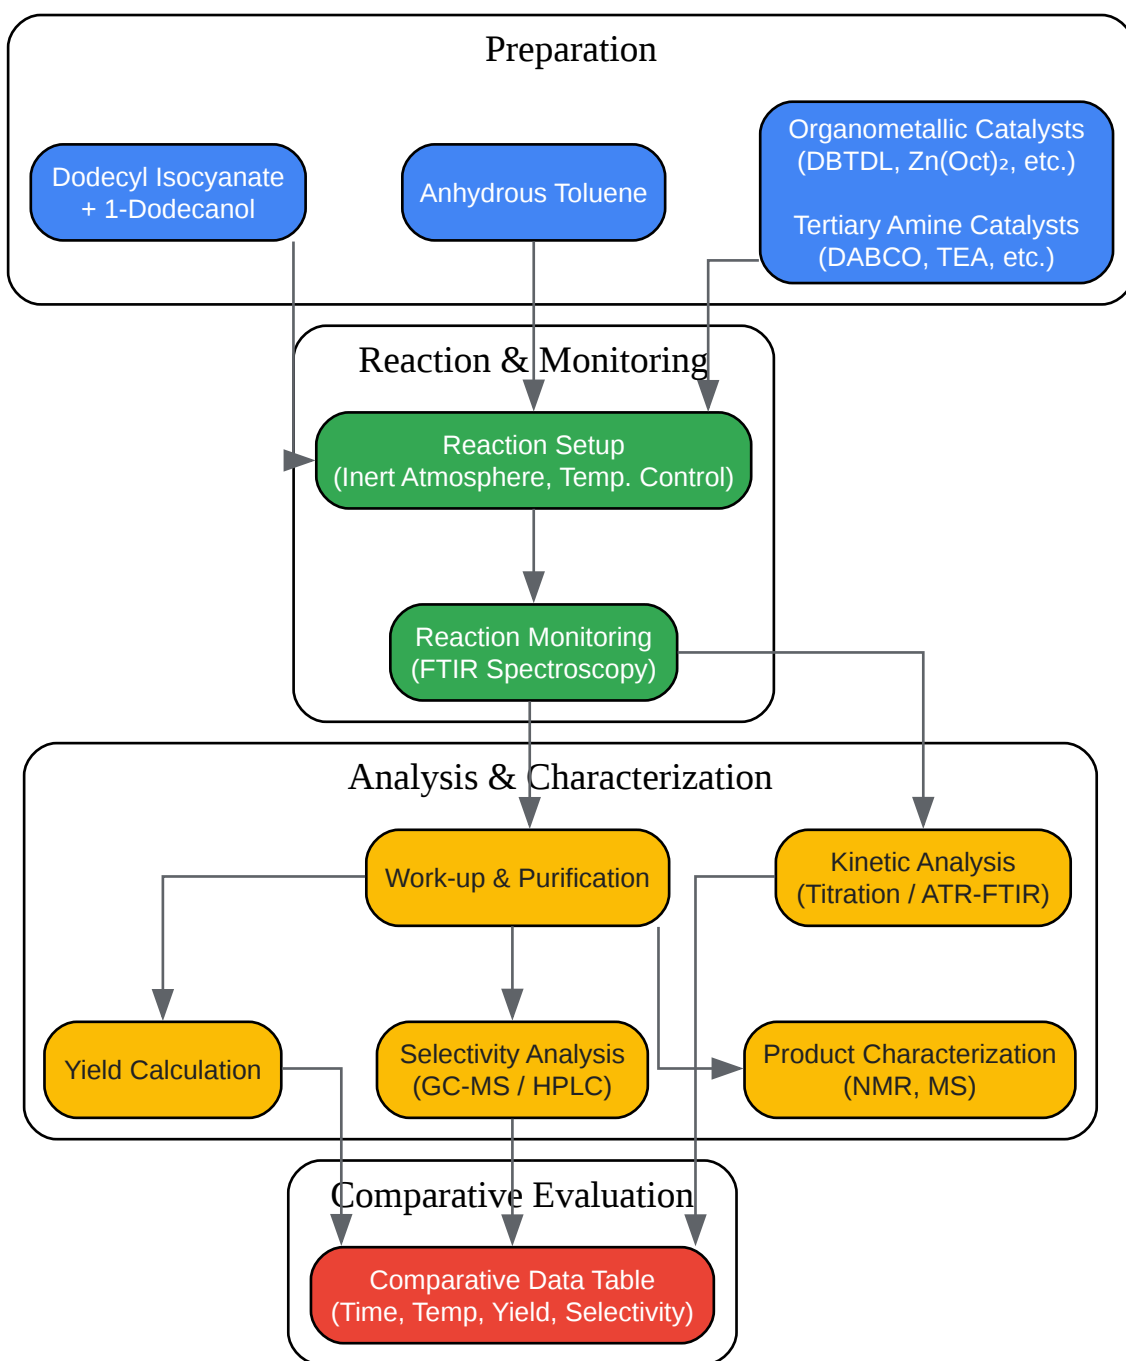 Preparation
Dodecyl Isocyanate
+ 1-Dodecanol
Anhydrous Toluene
Organometallic Catalysts
(DBTDL, Zn(Oct)₂, etc.)
Tertiary Amine Catalysts
(DABCO, TEA, etc.)
Reaction & Monitoring
Reaction Setup
(Inert Atmosphere, Temp. Control)
Reaction Monitoring
(FTIR Spectroscopy)
Analysis & Characterization
Work-up & Purification
Kinetic Analysis
(Titration / ATR-FTIR)
Yield Calculation
Selectivity Analysis
(GC-MS / HPLC)
Product Characterization
(NMR, MS)
Comparative Evaluation
Comparative Data Table
(Time, Temp, Yield, Selectivity)